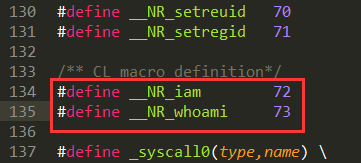 130 #define __NR_setreuid 70
131 #define __NR_setregid 71
132
133 /** CL macro definition*/
134 #define __NR_iam 72
135 #define __NR_whoami 73
136
137 #define _syscall0(type,name) \